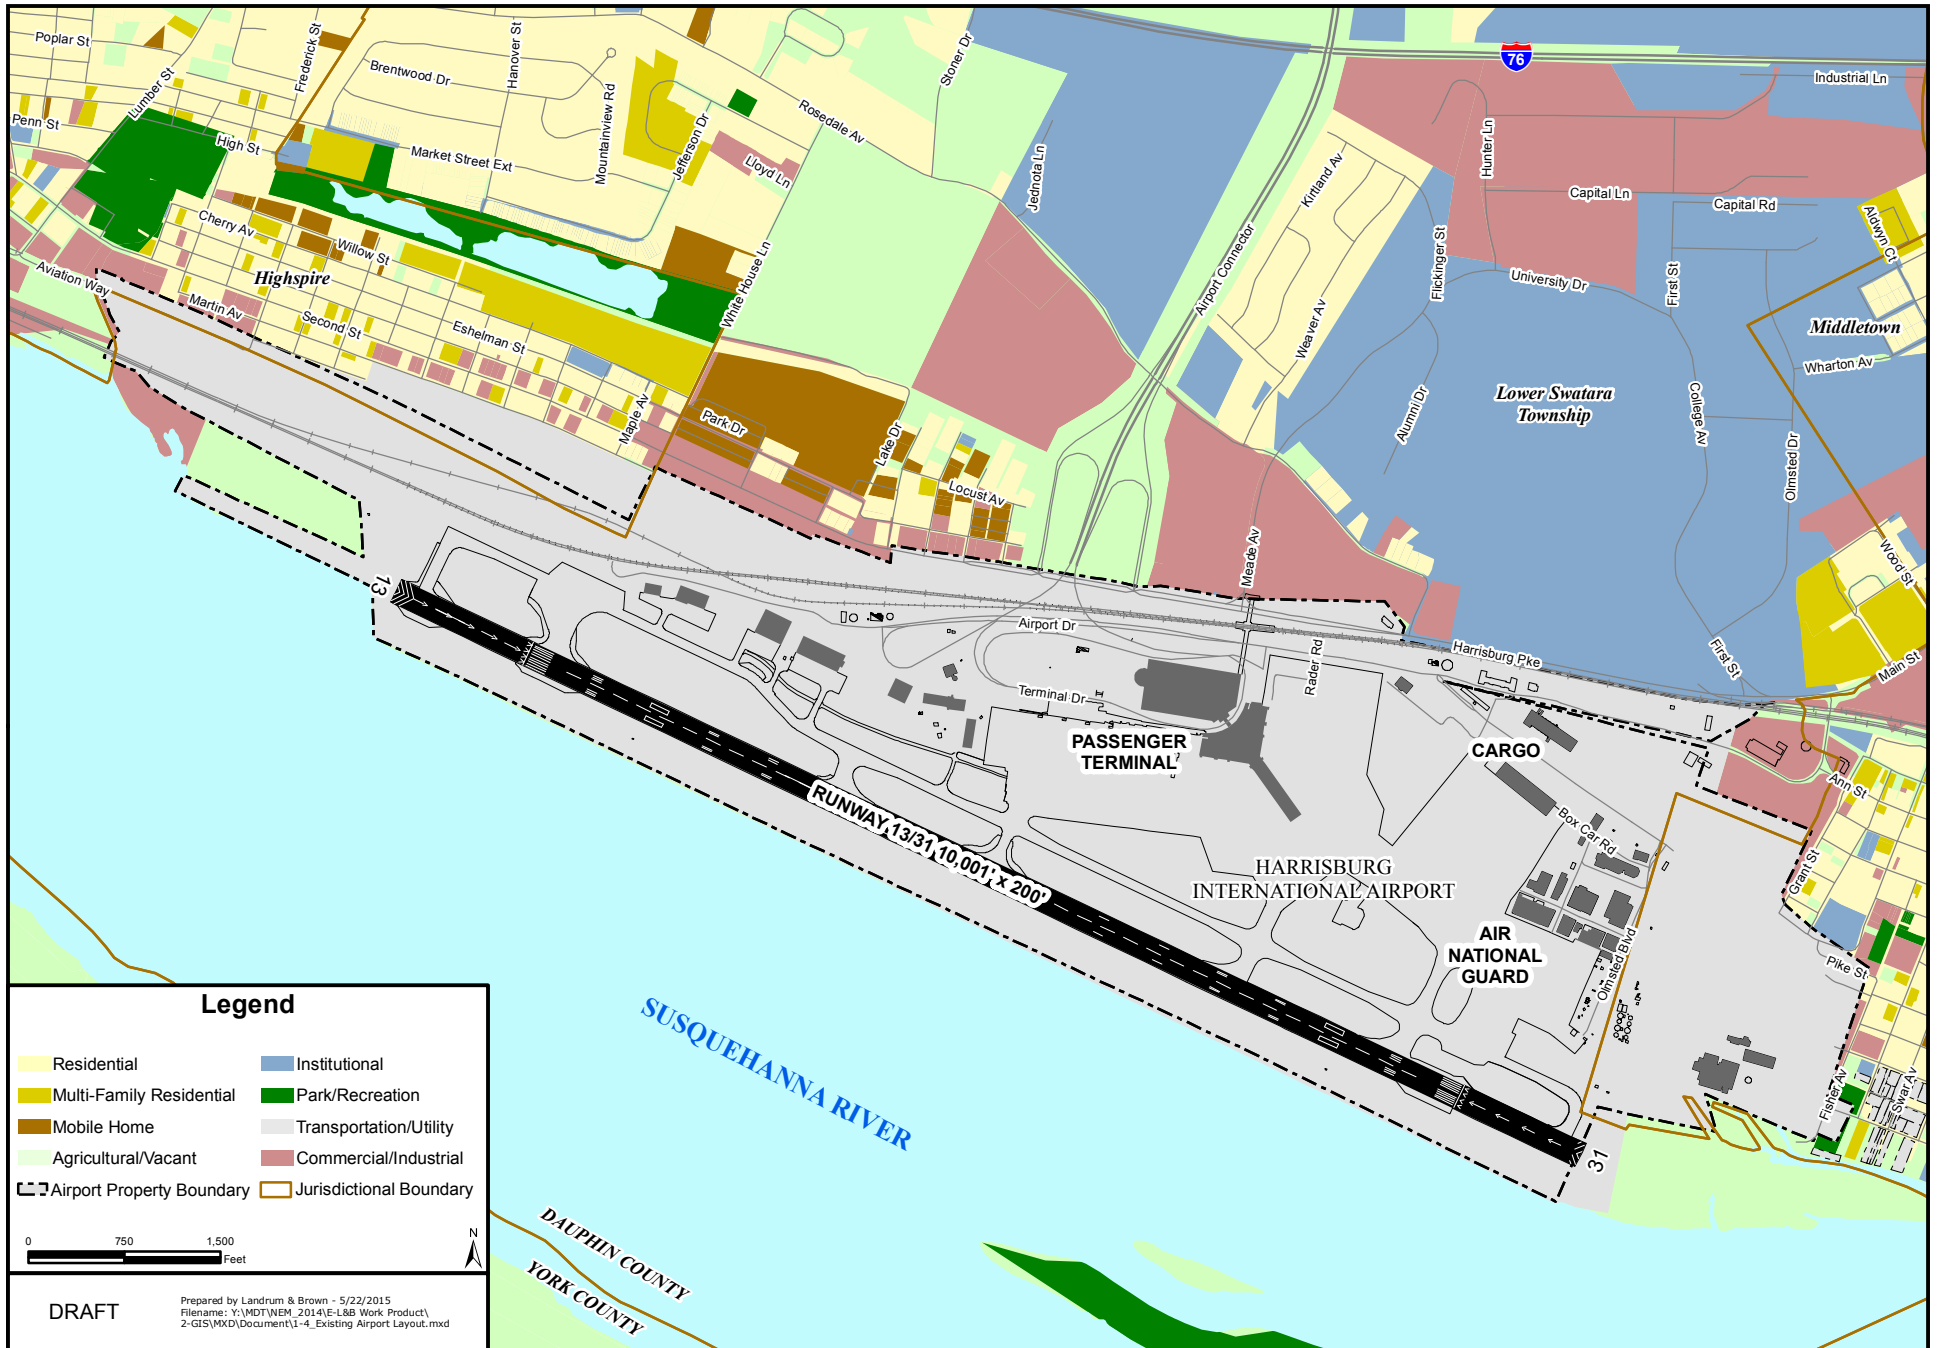 Poplar St
Lumber St
Frederick St
Hanover St
Brentwood Dr
Mountainview Rd
Jefferson Dr
Rosedale Av
Stoner Dr
76
Industrial Ln
Penn St
High St
Market Street Ext
Lloyd Ln
Jednota Ln
Kirtland Av
Hunter Ln
Capital Ln
Capital Rd
Aldwyn Ct
Cherry Av
Willow St
White House Ln
Airport Connector
Flickinger St
University Dr
First St
Highspire
Aviation Way
Martin Av
Second St
Eshelman St
Weaver Av
Middletown
Wharton Av
Maple Av
Park Dr
Lake Dr
Locust Av
Alumni Dr
Lower Swatara
Township
College Av
Olmsted Dr
Meade Av
Wood St
13
Airport Dr
Terminal Dr
Rader Rd
Harrisburg Pke
First St
Main St
PASSENGER
TERMINAL
CARGO
Ann St
RUNWAY 13/31 10,001' x 200'
Box Car Rd
HARRISBURG
INTERNATIONAL AIRPORT
Grant St
AIR
NATIONAL
GUARD
Olmsted Blvd
Pike St
Fisher Av
Swar Av
31
SUSQUEHANNA RIVER
DAUPHIN COUNTY
YORK COUNTY
Legend
Residential
Institutional
Multi-Family Residential
Park/Recreation
Mobile Home
Transportation/Utility
Agricultural/Vacant
Commercial/Industrial
Airport Property Boundary
Jurisdictional Boundary
0 750 1,500
Feet
N
DRAFT
Prepared by Landrum & Brown - 5/22/2015
Filename: Y:\MDT\NEM_2014\E-L&B Work Product\
2-GIS\MXD\Document\1-4_Existing Airport Layout.mxd